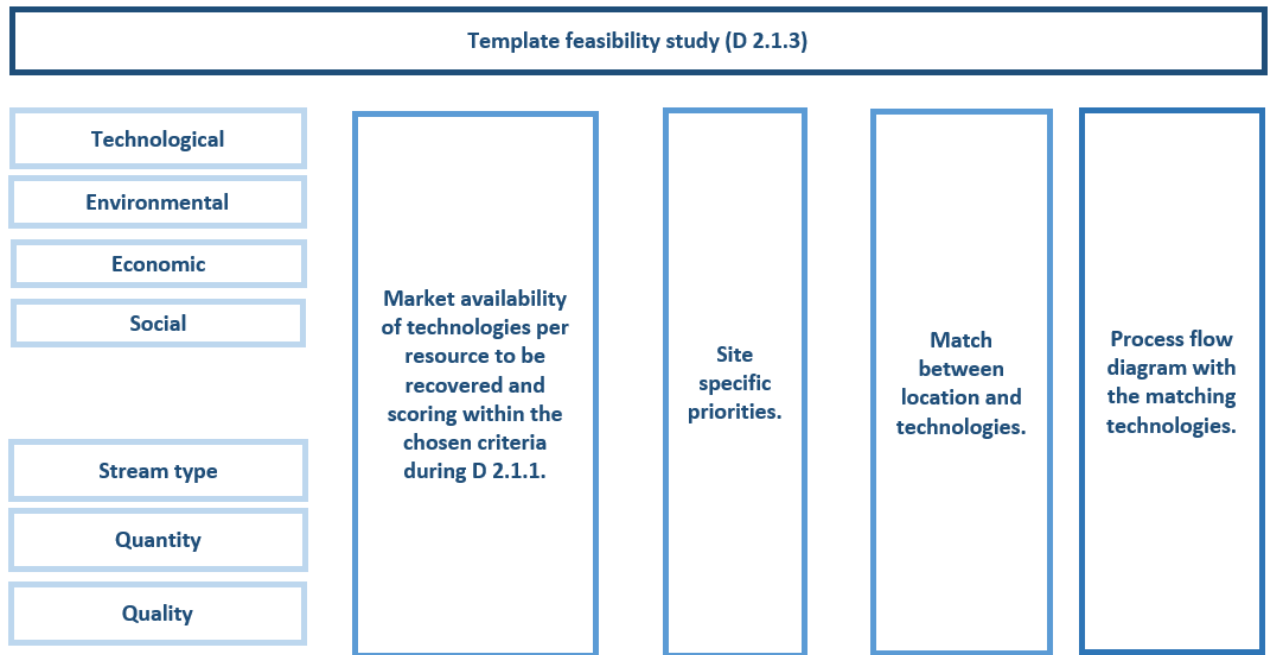 Template feasibility study (D 2.1.3)
Technological
Environmental
Economic
Social
Stream type
Quantity
Quality
Market availability
of technologies per
resource to be
recovered and
scoring within the
chosen criteria
during D 2.1.1.
Site
specific
priorities.
Match
between
location and
technologies.
Process flow
diagram with
the matching
technologies.